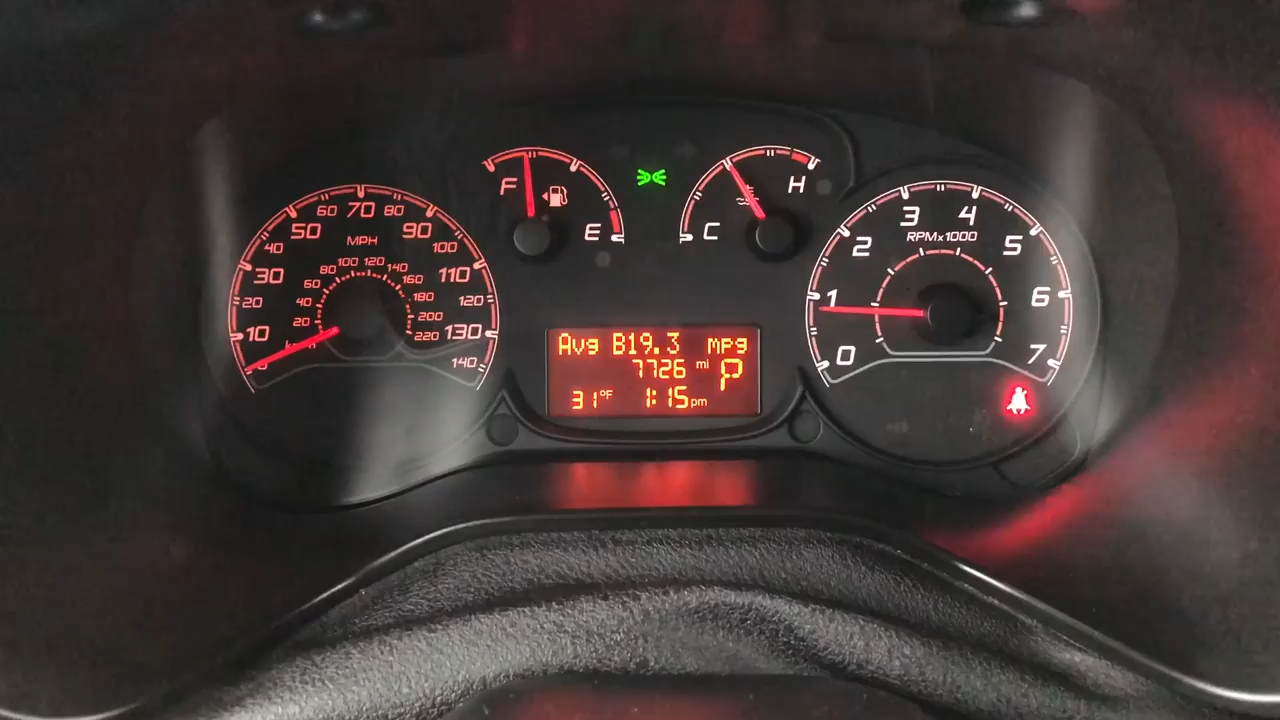 10 20 30 40 50 60 70 80 90 100 110 120 130 140
MPH
20 40 60 80 100 120 140 160 180 200 220
F E
C H
Avg B19.3 mpg
7726 mi P
31°F 1:15pm
0 1 2 3 4 5 6 7
RPMx1000